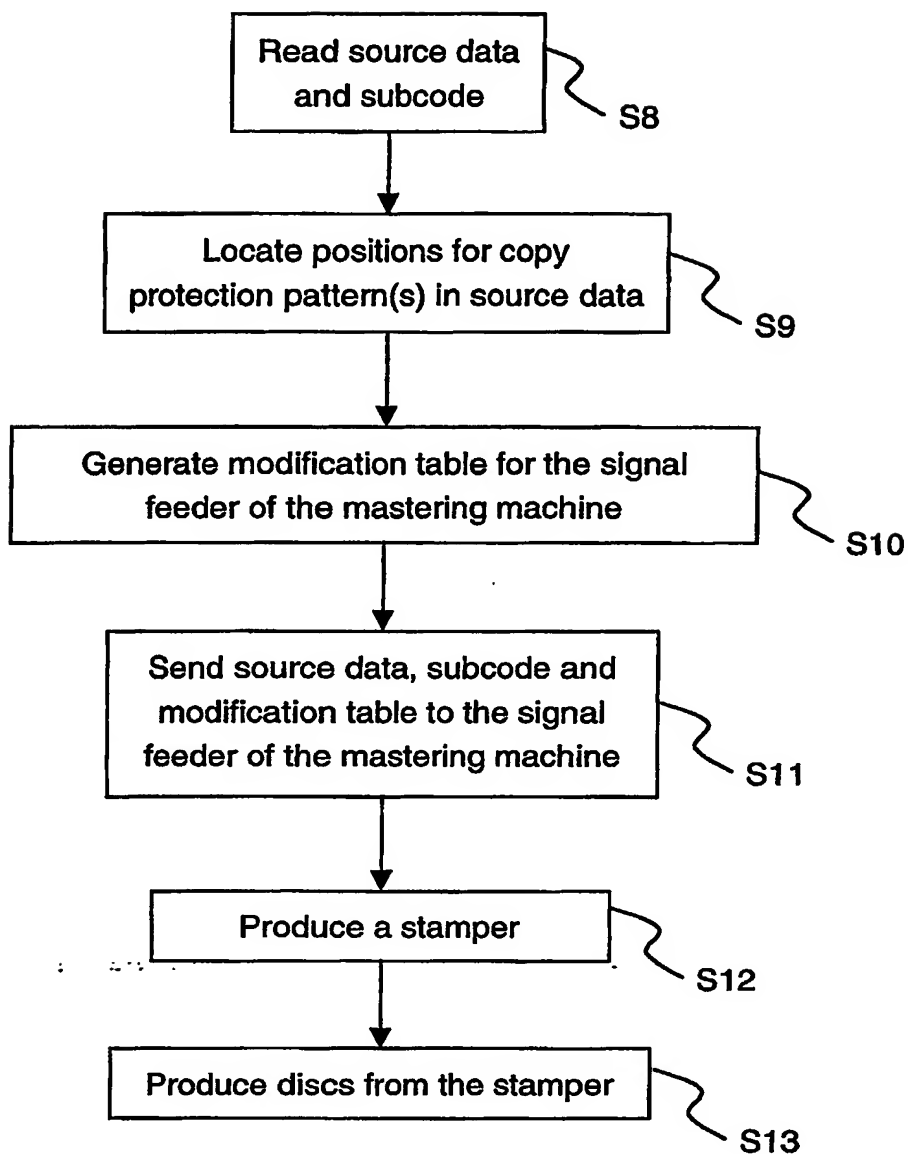 Read source data
and subcode
S8
Locate positions for copy
protection pattern(s) in source data
S9
Generate modification table for the signal
feeder of the mastering machine
S10
Send source data, subcode and
modification table to the signal
feeder of the mastering machine
S11
Produce a stamper
S12
Produce discs from the stamper
S13